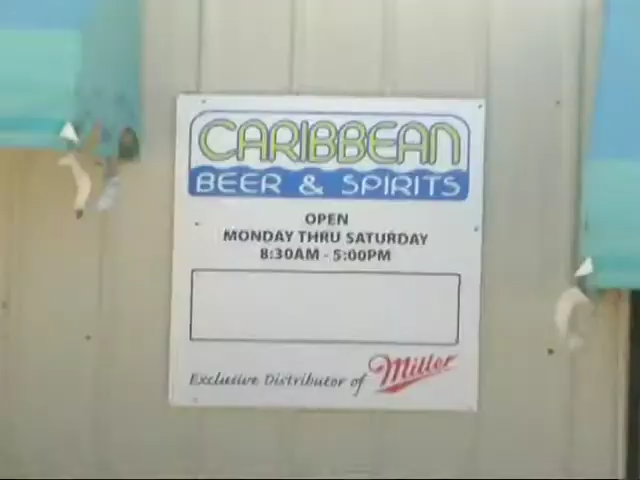 CARIBBEAN
BEER & SPIRITS
OPEN
MONDAY THRU SATURDAY
8:30AM - 5:00PM
Exclusive Distributor of Miller